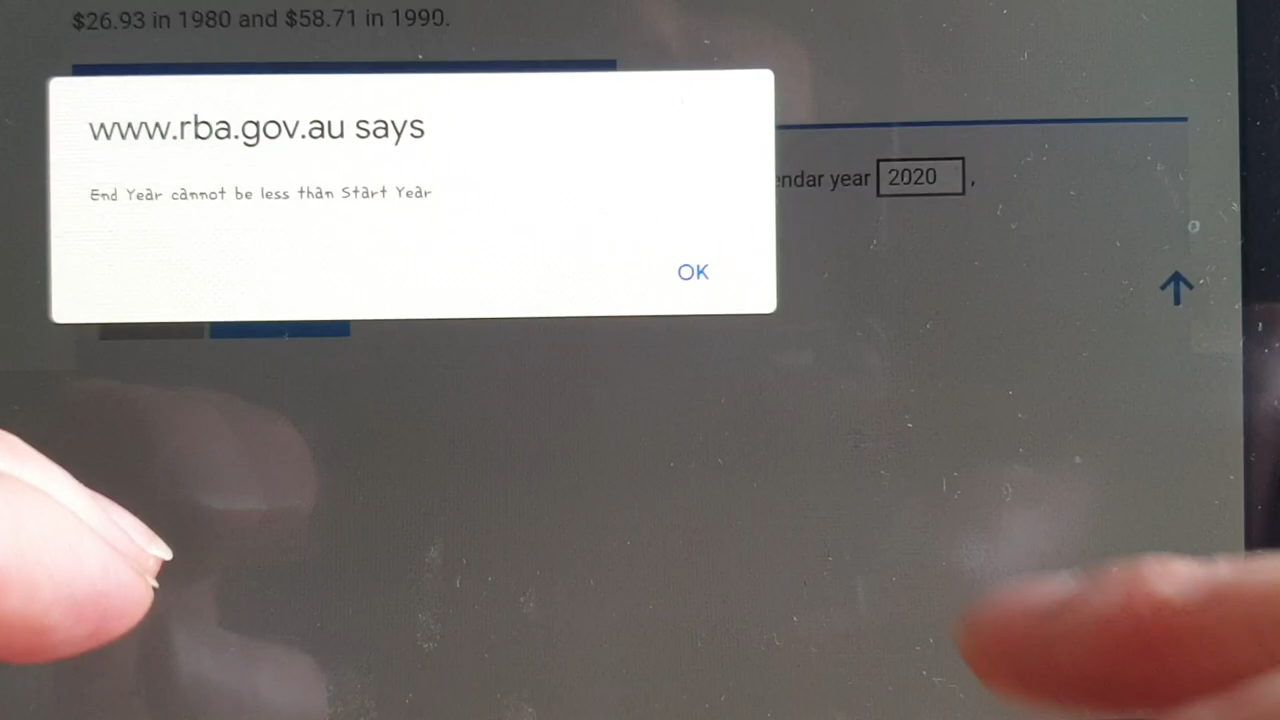 $26.93 in 1980 and $58.71 in 1990.
www.rba.gov.au says
End Year cannot be less than Start Year
endar year 2020 ,
OK